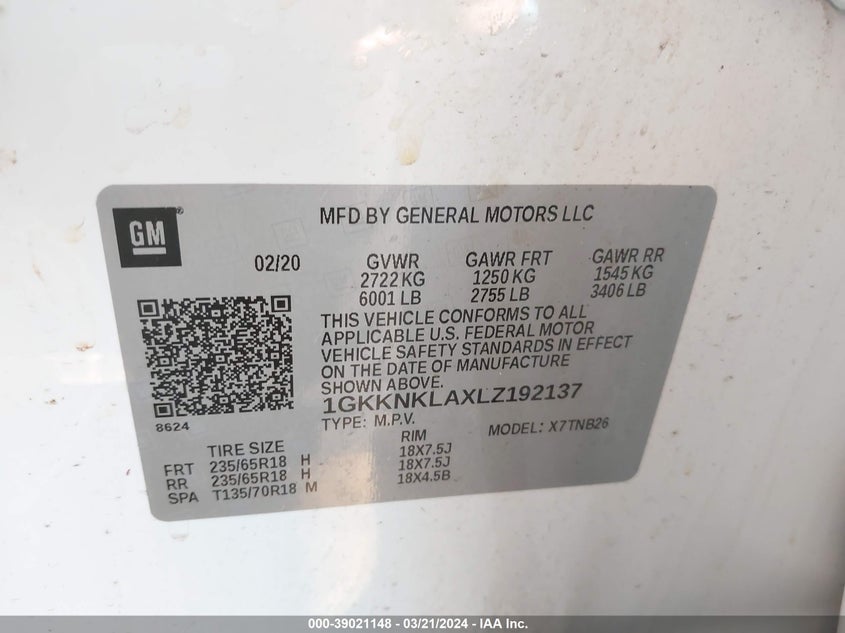 GM
MFD BY GENERAL MOTORS LLC
02/20 GVWR GAWR FRT GAWR RR
2722 KG 1250 KG 1545 KG
6001 LB 2755 LB 3406 LB
THIS VEHICLE CONFORMS TO ALL
APPLICABLE U.S. FEDERAL MOTOR
VEHICLE SAFETY STANDARDS IN EFFECT
ON THE DATE OF MANUFACTURE
SHOWN ABOVE.
1GKKNKLAXLZ192137
8624
TYPE: M.P.V. MODEL: X7TNB26
TIRE SIZE RIM
FRT 235/65R18 H 18X7.5J
RR 235/65R18 H 18X7.5J
SPA T135/70R18 M 18X4.5B
000-39021148 / 03/21/2024 - IAA Inc.